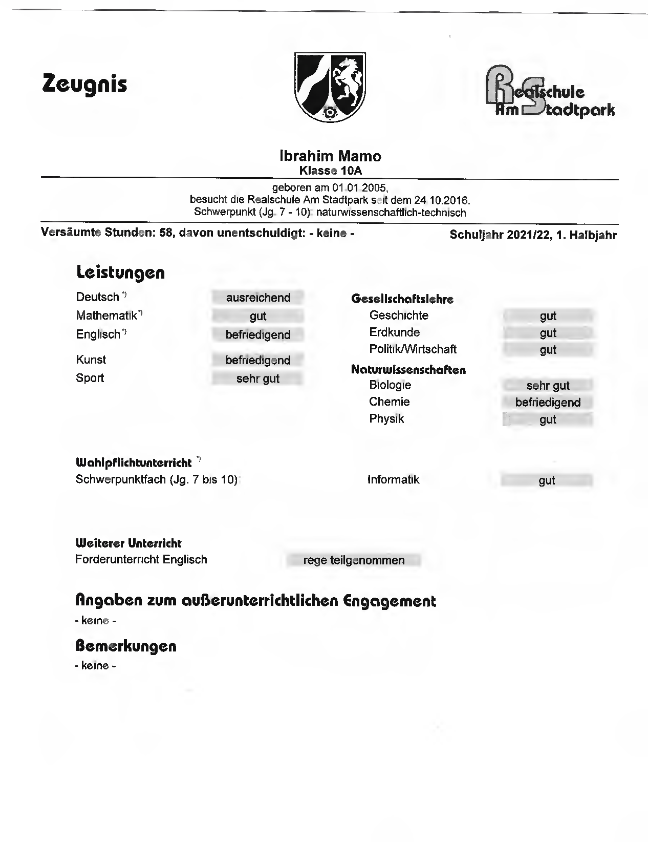 Zeugnis
Realschule
Am Stadtpark
Ibrahim Mamo
Klasse 10A
geboren am 01.01.2005,
besucht die Realschule Am Stadtpark seit dem 24.10.2016.
Schwerpunkt (Jg. 7 - 10): naturwissenschaftlich-technisch
Versäumte Stunden: 58, davon unentschuldigt: - keine -
Schuljahr 2021/22, 1. Halbjahr
Leistungen
Deutsch *) ausreichend
Mathematik *) gut
Englisch *) befriedigend
Kunst befriedigend
Sport sehr gut
Gesellschaftslehre
Geschichte gut
Erdkunde gut
Politik/Wirtschaft gut
Naturwissenschaften
Biologie sehr gut
Chemie befriedigend
Physik gut
Wahlpflichtunterricht *)
Schwerpunktfach (Jg. 7 bis 10): Informatik gut
Weiterer Unterricht
Förderunterricht Englisch rege teilgenommen
Angaben zum außerunterrichtlichen Engagement
- keine -
Bemerkungen
- keine -